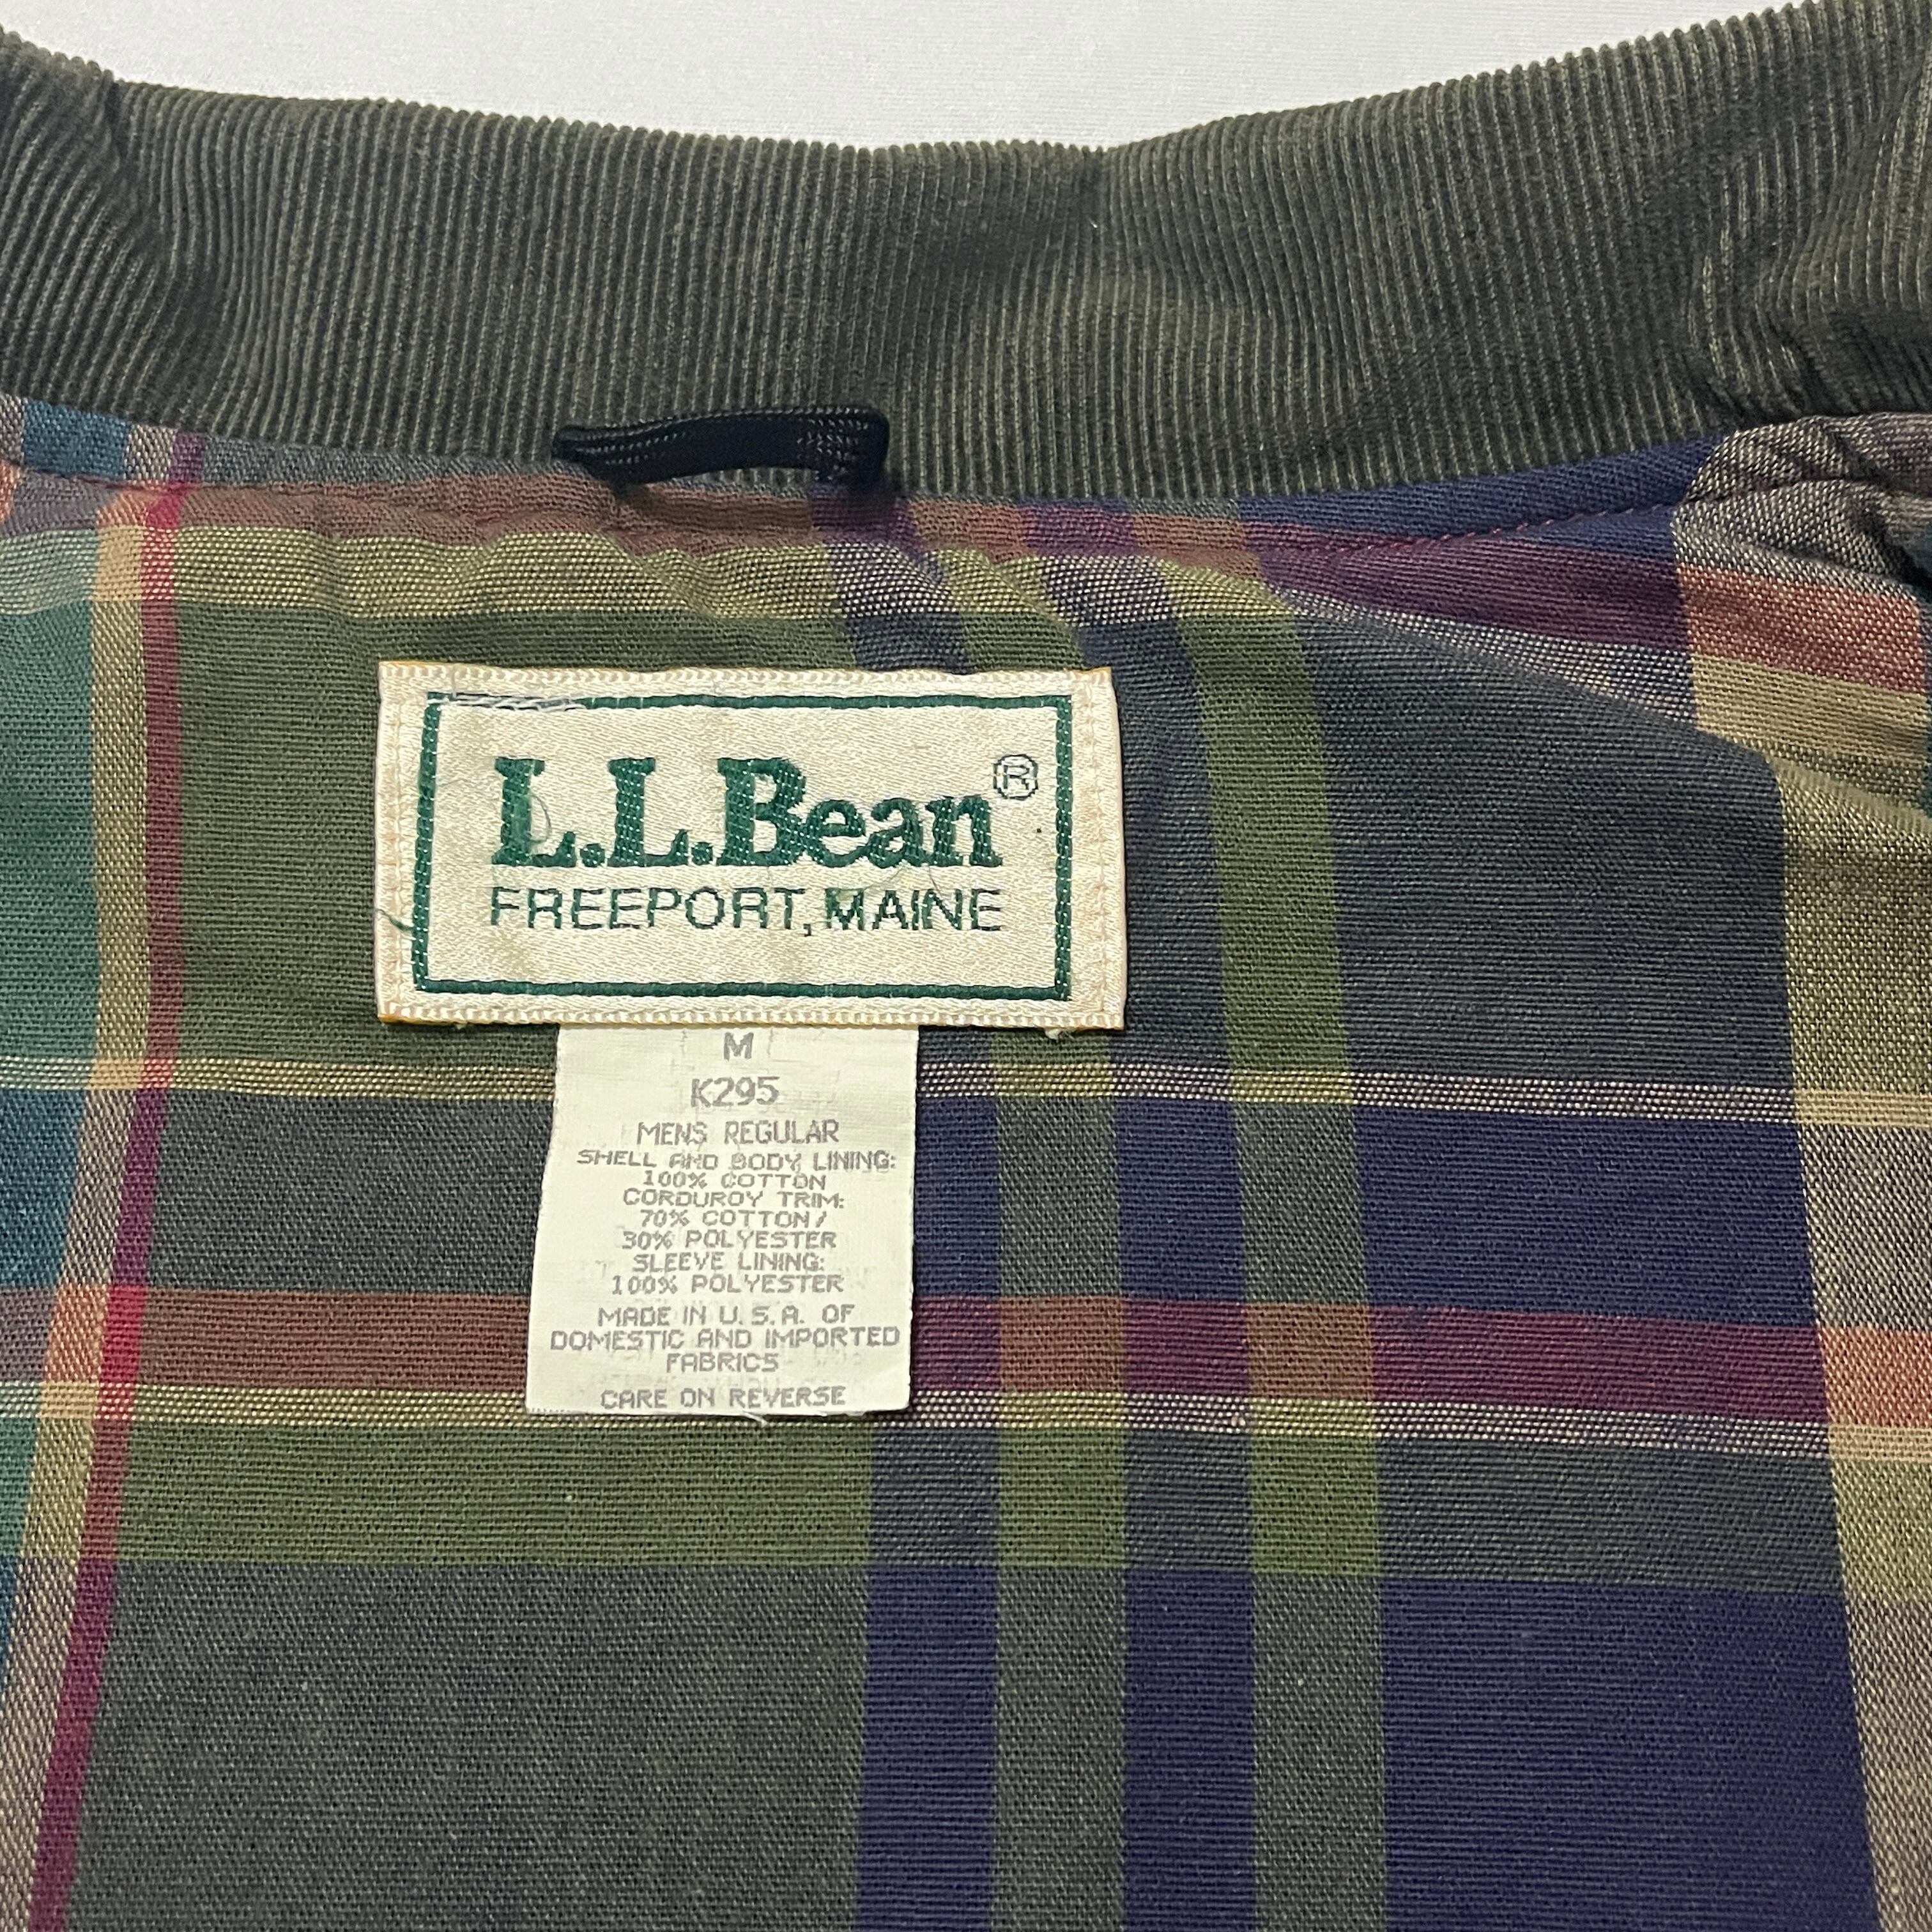 L.L.Bean®
FREEPORT, MAINE
M
K295
MENS REGULAR
SHELL AND BODY LINING:
100% COTTON
CORDUROY TRIM:
70% COTTON/
30% POLYESTER
SLEEVE LINING:
100% POLYESTER
MADE IN U.S.A. OF
DOMESTIC AND IMPORTED
FABRICS
CARE ON REVERSE